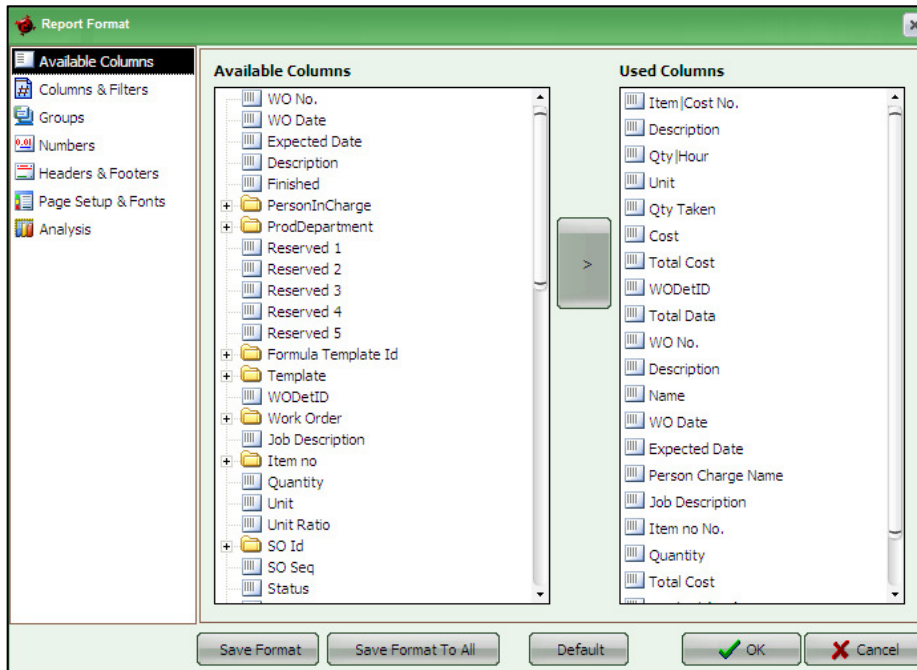 Report Format
Available Columns
Columns & Filters
Groups
Numbers
Headers & Footers
Page Setup & Fonts
Analysis
Available Columns
WO No.
WO Date
Expected Date
Description
Finished
PersonInCharge
ProdDepartment
Reserved 1
Reserved 2
Reserved 3
Reserved 4
Reserved 5
Formula Template Id
Template
WODetID
Work Order
Job Description
Item no
Quantity
Unit
Unit Ratio
SO Id
SO Seq
Status
>
Used Columns
Item|Cost No.
Description
Qty|Hour
Unit
Qty Taken
Cost
Total Cost
WODetID
Total Data
WO No.
Description
Name
WO Date
Expected Date
Person Charge Name
Job Description
Item no No.
Quantity
Total Cost
Save Format
Save Format To All
Default
OK
Cancel